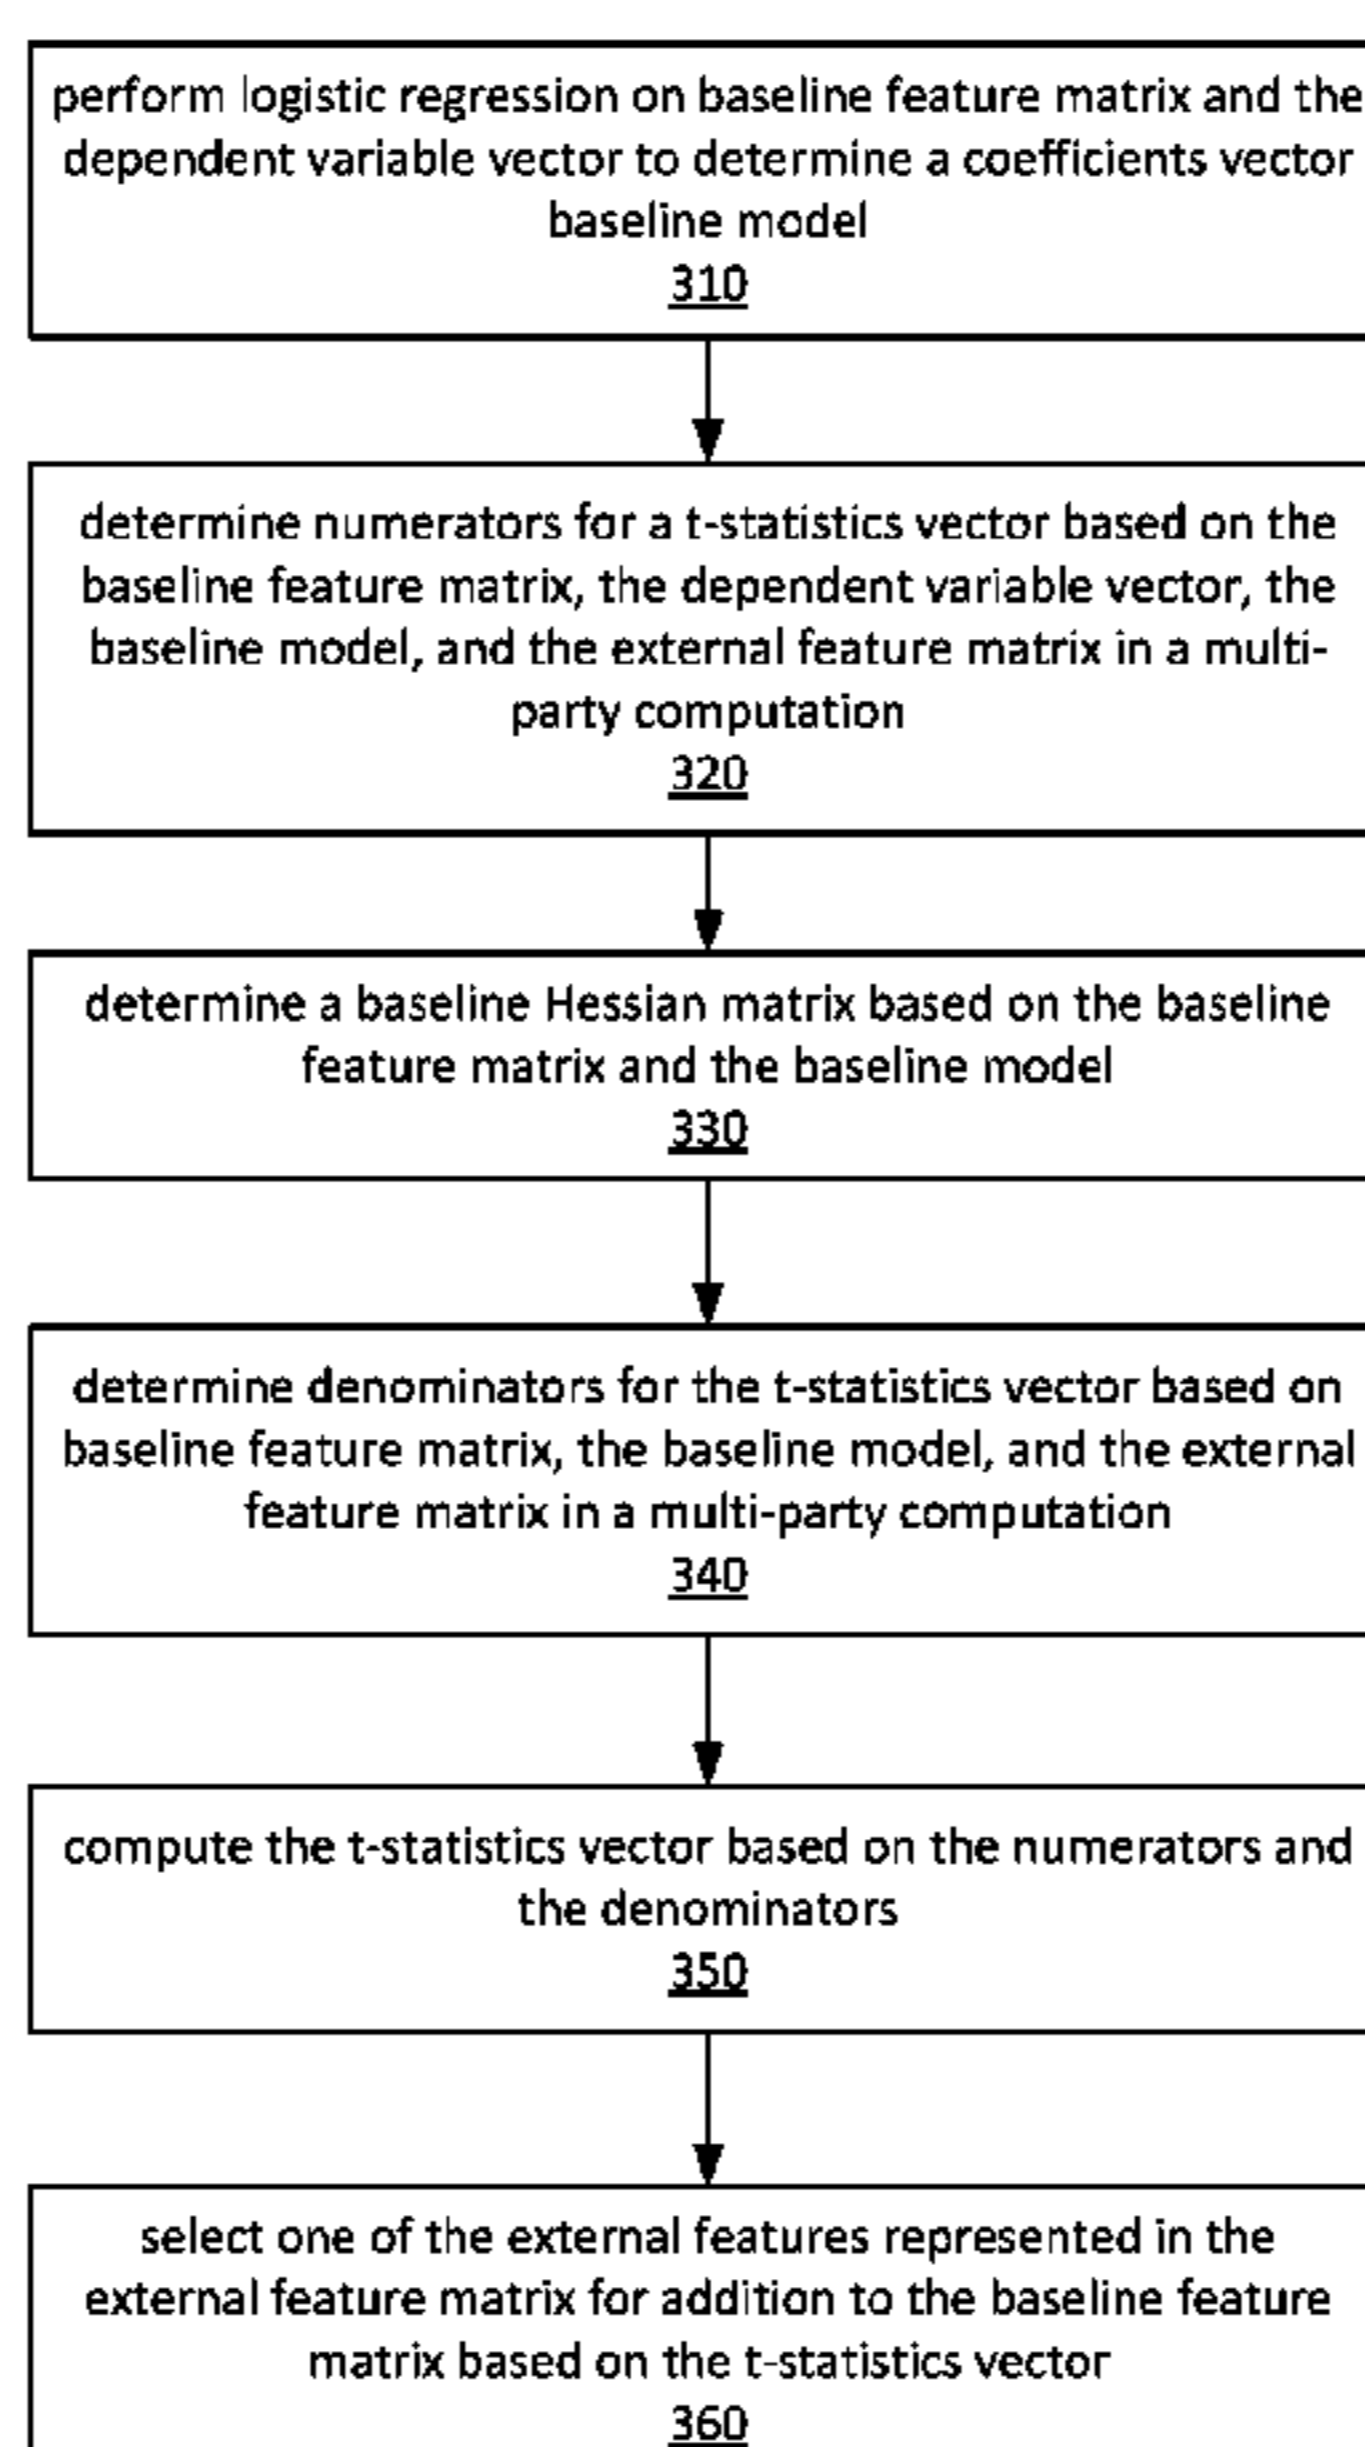 perform logistic regression on baseline feature matrix and the
dependent variable vector to determine a coefficients vector
baseline model
310
determine numerators for a t-statistics vector based on the
baseline feature matrix, the dependent variable vector, the
baseline model, and the external feature matrix in a multi-
party computation
320
determine a baseline Hessian matrix based on the baseline
feature matrix and the baseline model
330
determine denominators for the t-statistics vector based on
baseline feature matrix, the baseline model, and the external
feature matrix in a multi-party computation
340
compute the t-statistics vector based on the numerators and
the denominators
350
select one of the external features represented in the
external feature matrix for addition to the baseline feature
matrix based on the t-statistics vector
360